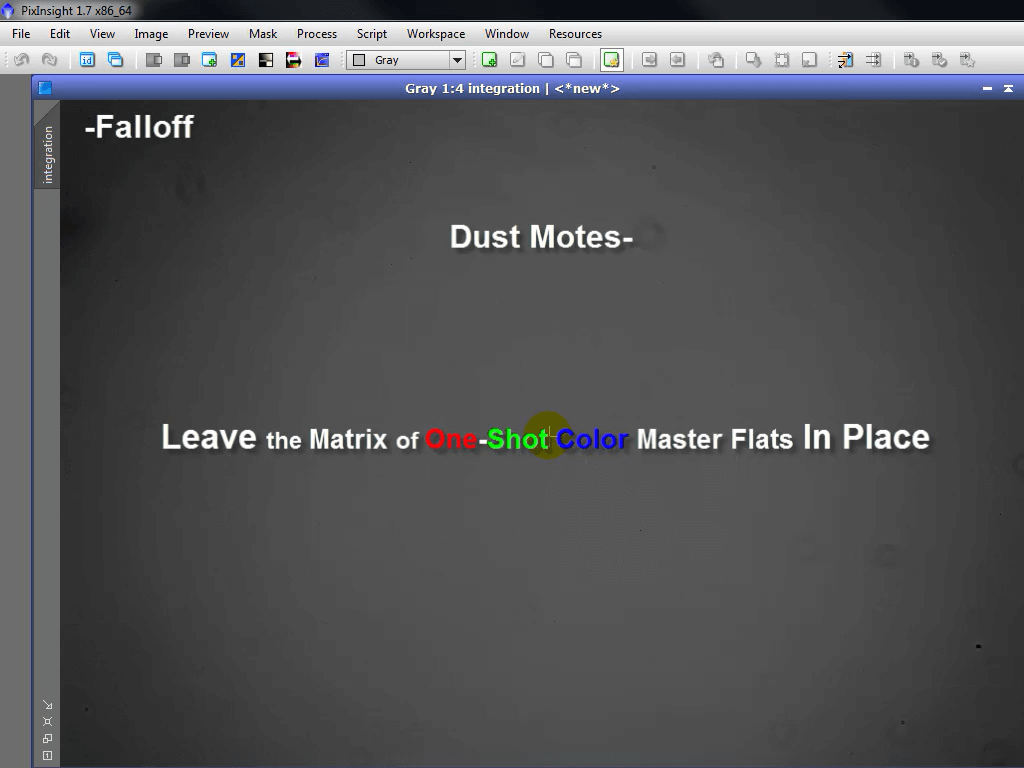 PixInsight 1.7 x86_64
File Edit View Image Preview Mask Process Script Workspace Window Resources
Gray
Gray 1:4 integration | <*new*>
integration
-Falloff
Dust Motes-
Leave the Matrix of One-Shot Color Master Flats In Place